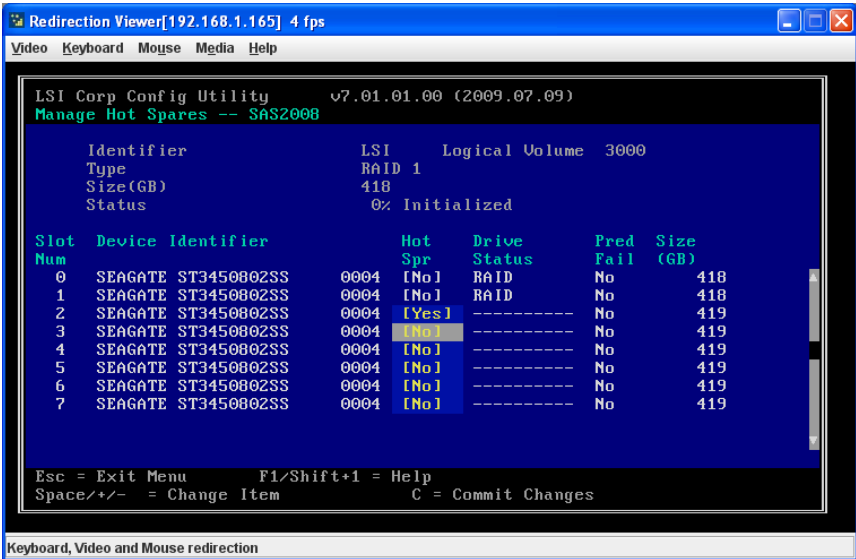 Redirection Viewer[192.168.1.165] 4 fps
Video Keyboard Mouse Media Help
LSI Corp Config Utility v7.01.01.00 (2009.07.09)
Manage Hot Spares -- SAS2008
Identifier LSI Logical Volume 3000
Type RAID 1
Size(GB) 418
Status 0% Initialized
Slot Device Identifier Hot Drive Pred Size
Num Spr Status Fail (GB)
0 SEAGATE ST3450802SS 0004 [No] RAID No 418
1 SEAGATE ST3450802SS 0004 [No] RAID No 418
2 SEAGATE ST3450802SS 0004 [Yes] ---------- No 419
3 SEAGATE ST3450802SS 0004 [No] ---------- No 419
4 SEAGATE ST3450802SS 0004 [No] ---------- No 419
5 SEAGATE ST3450802SS 0004 [No] ---------- No 419
6 SEAGATE ST3450802SS 0004 [No] ---------- No 419
7 SEAGATE ST3450802SS 0004 [No] ---------- No 419
Esc = Exit Menu F1/Shift+1 = Help
Space/+/- = Change Item C = Commit Changes
Keyboard, Video and Mouse redirection